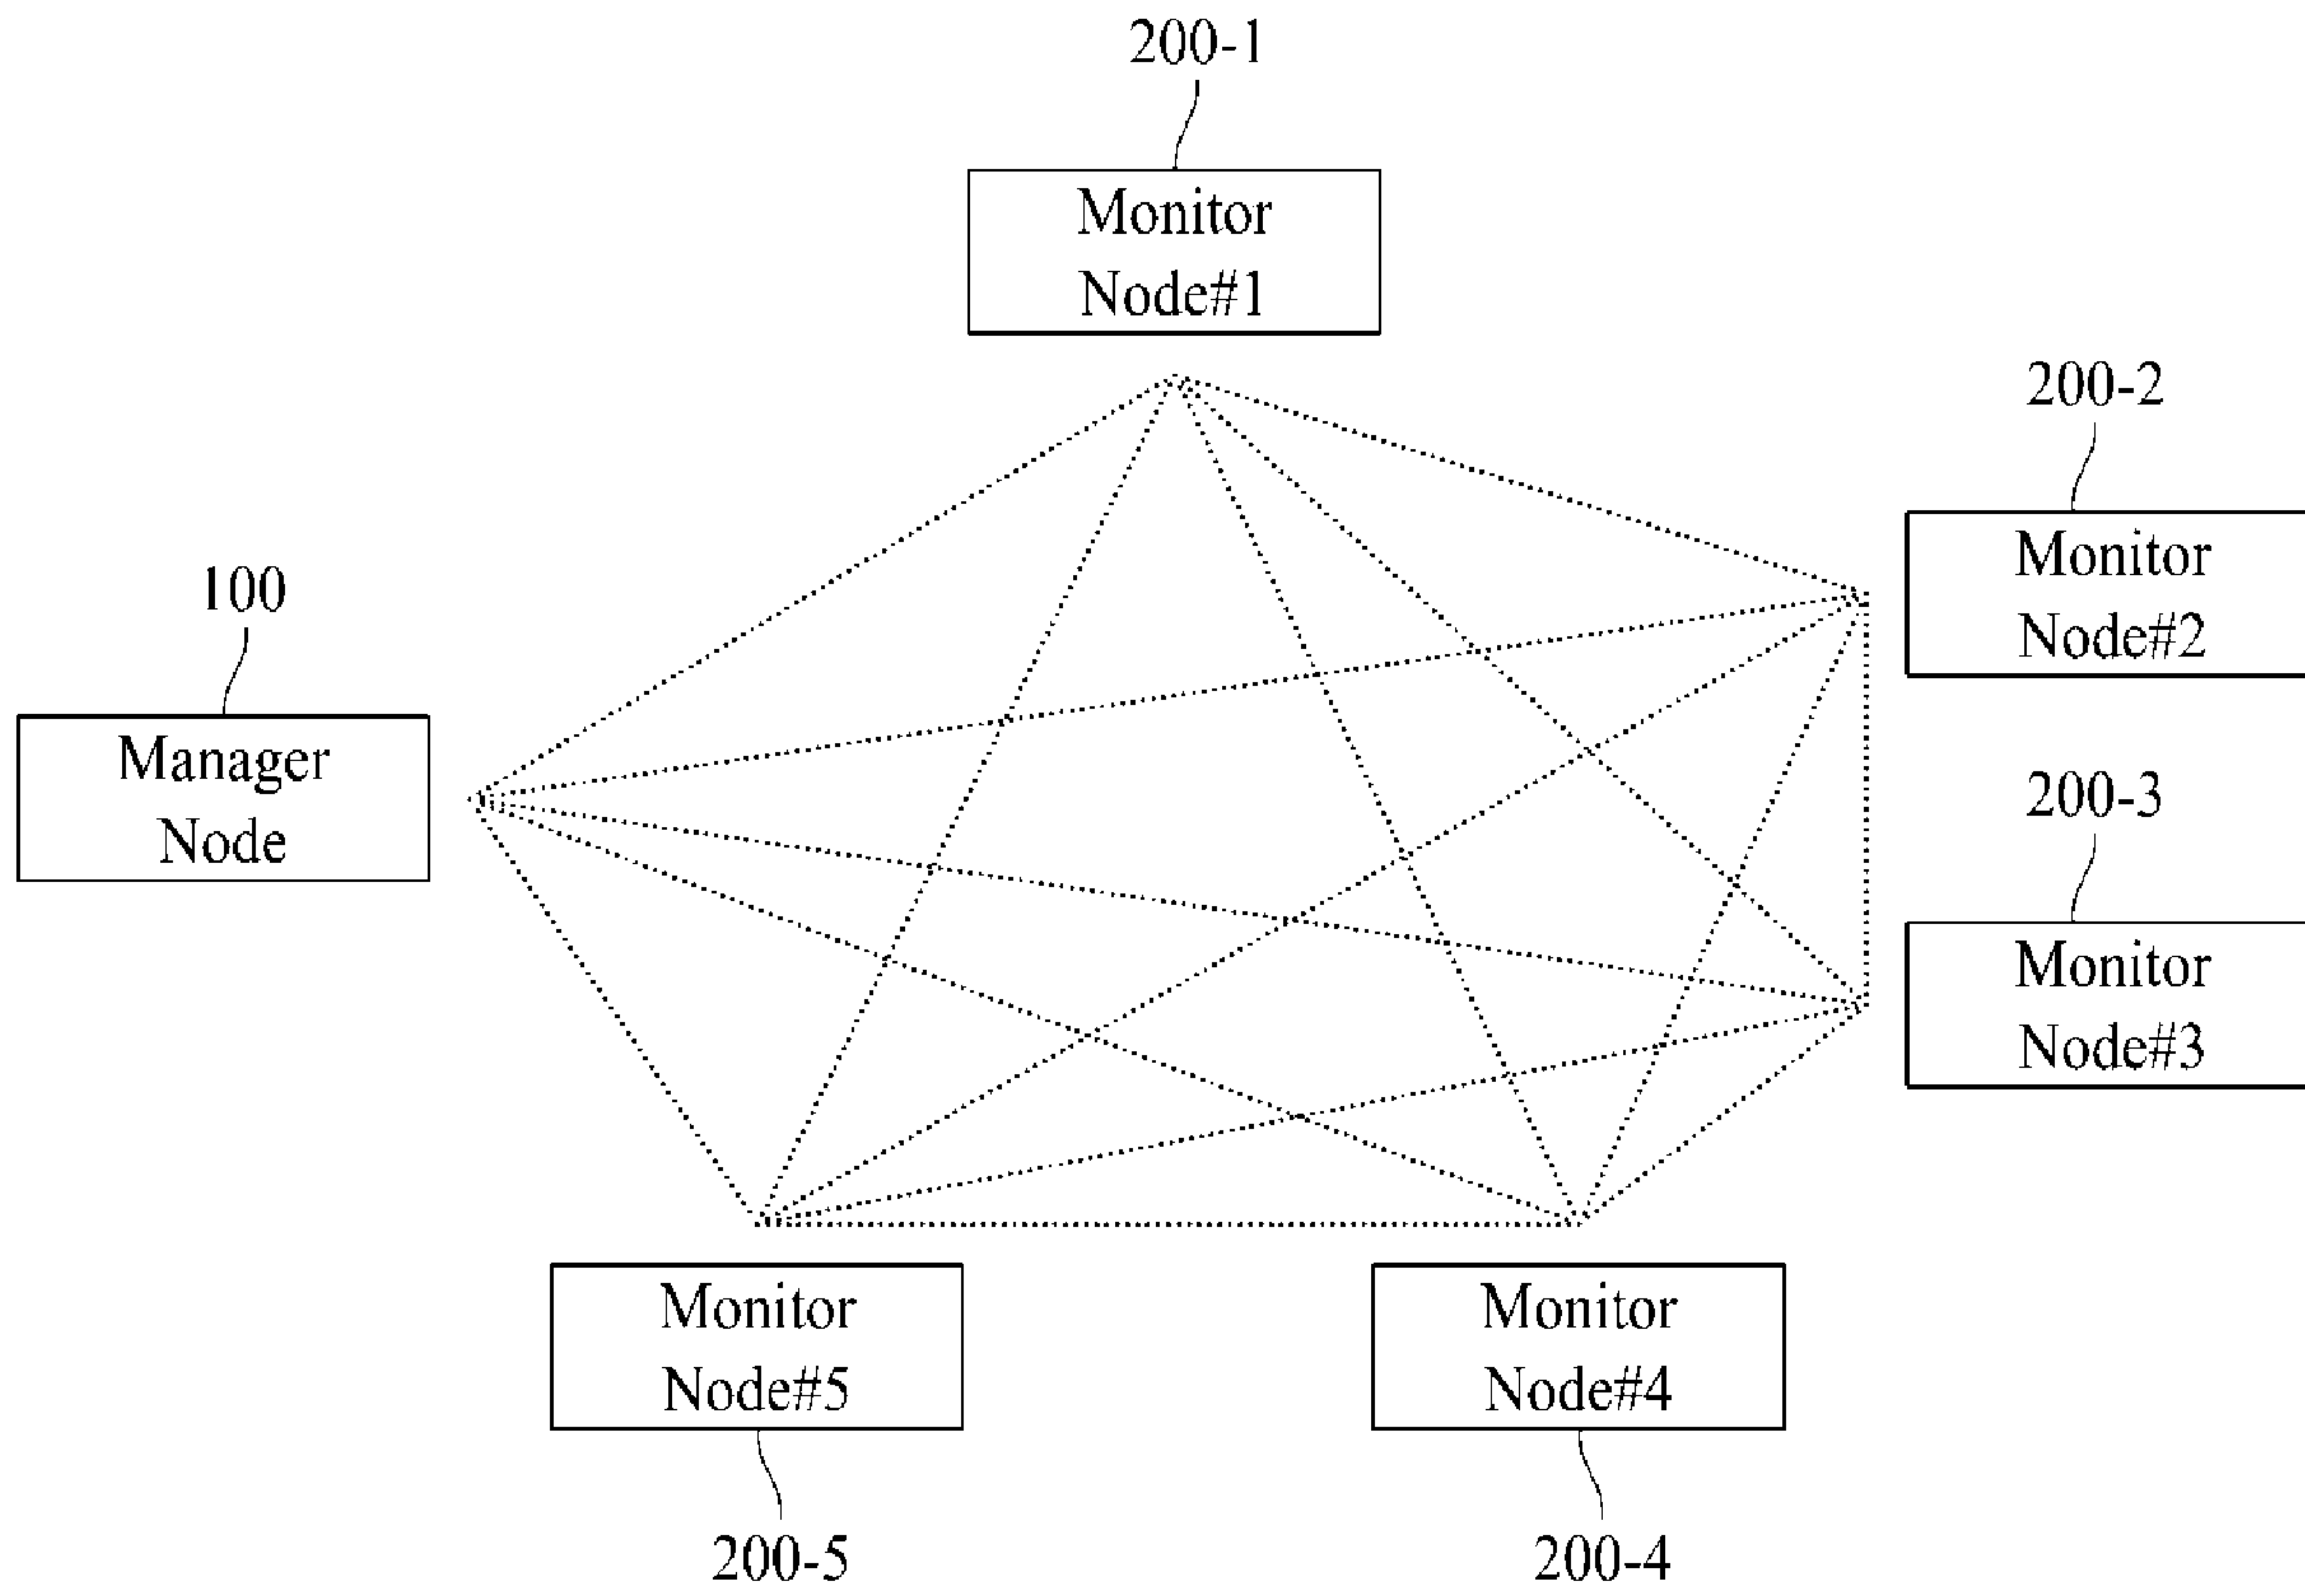 200-1
Monitor
Node#1
200-2
Monitor
Node#2
100
Manager
Node
200-3
Monitor
Node#3
Monitor
Node#5
Monitor
Node#4
200-5
200-4